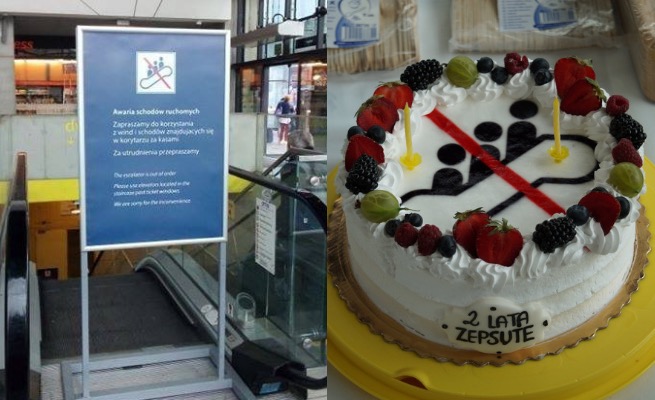 Awaria schodów ruchomych
Zapraszamy do korzystania
z wind i schodów znajdujących się
w korytarzu za kasami.
Za utrudnienia przepraszamy
The escalator is out of order
Please use elevators located in the
staircase past ticket windows.
We are sorry for the inconvenience.
2 LATA
ZEPSUTE